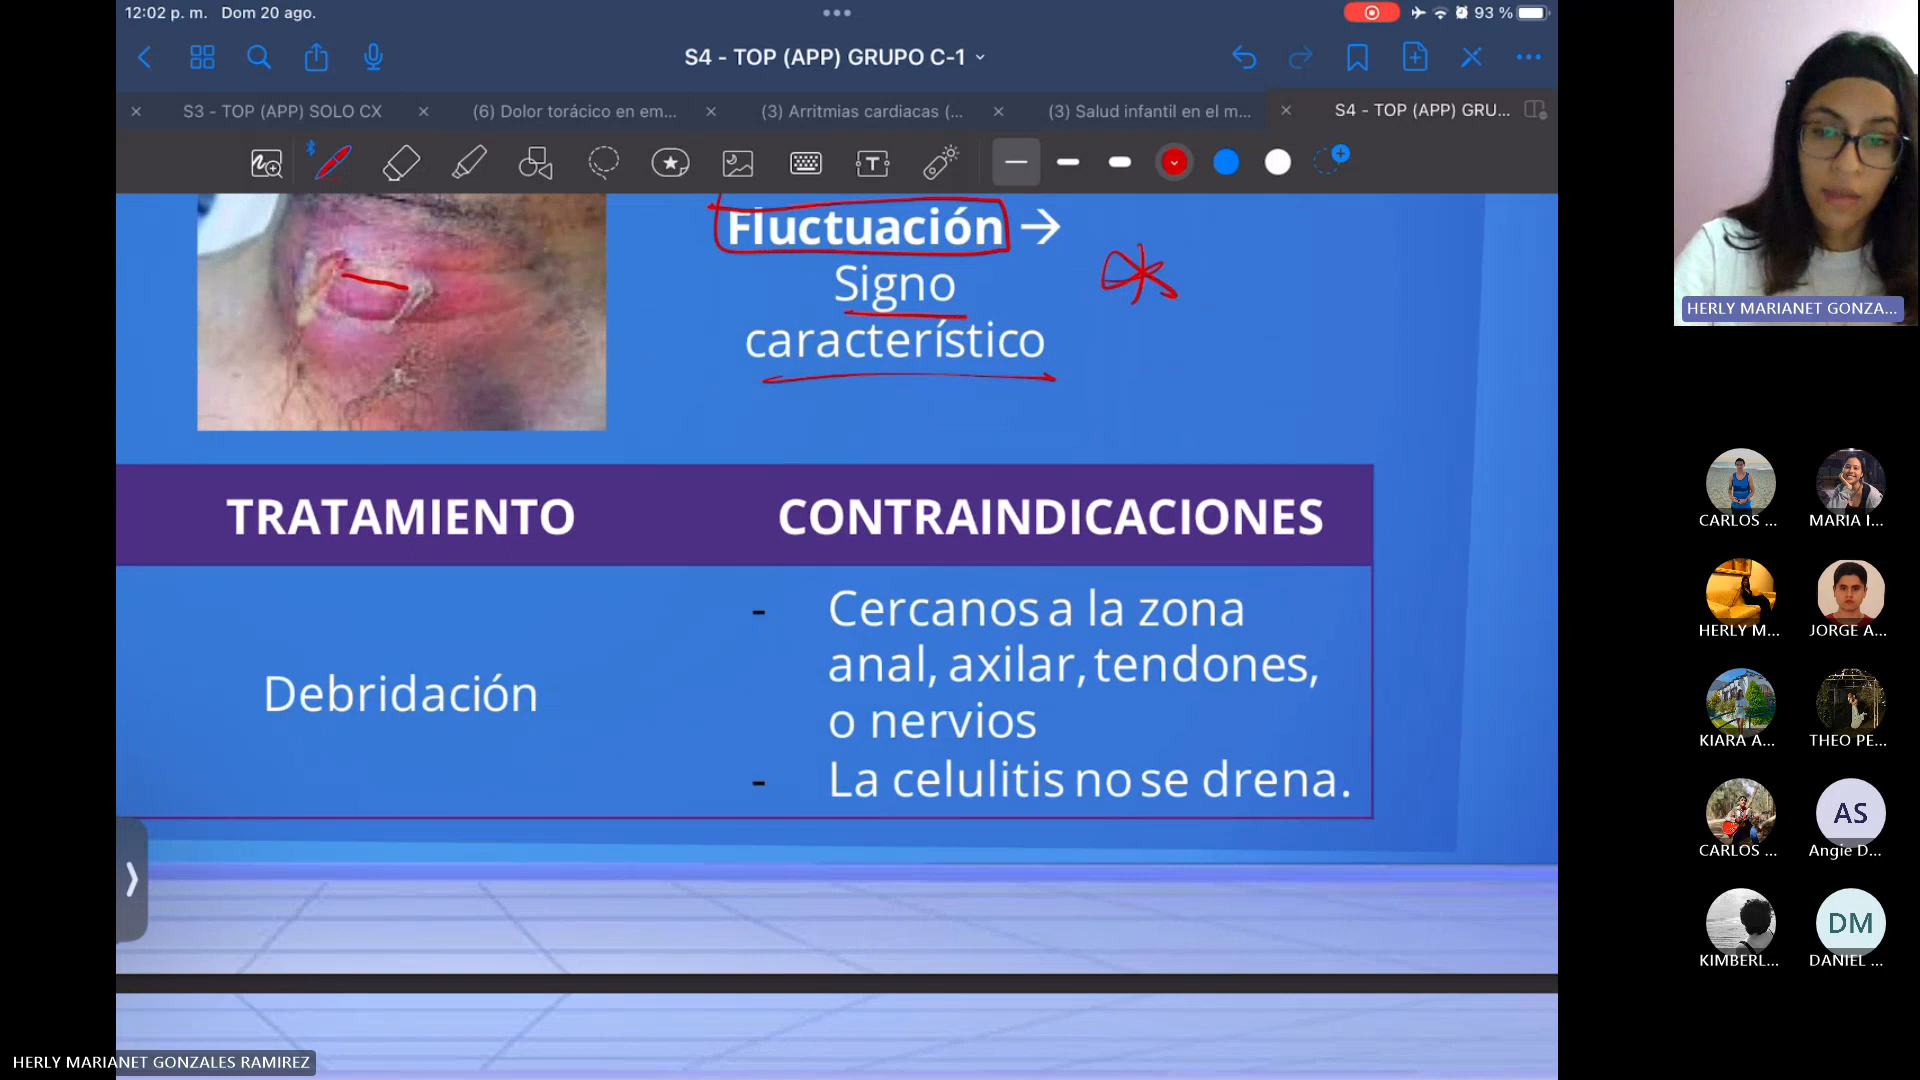 12:02 p. m. Dom 20 ago.
93 %
S4 - TOP (APP) GRUPO C-1
S3 - TOP (APP) SOLO CX
(6) Dolor torácico en em...
(3) Arritmias cardiacas (...
(3) Salud infantil en el m...
S4 - TOP (APP) GRU...
Fluctuación →
Signo
característico
TRATAMIENTO
CONTRAINDICACIONES
Debridación
- Cercanos a la zona
anal, axilar, tendones,
o nervios
- La celulitis no se drena.
HERLY MARIANET GONZA...
CARLOS ...
MARIA I...
HERLY M...
JORGE A...
KIARA A...
THEO PE...
CARLOS ...
AS
Angie D...
KIMBERL...
DM
DANIEL ...
HERLY MARIANET GONZALES RAMIREZ